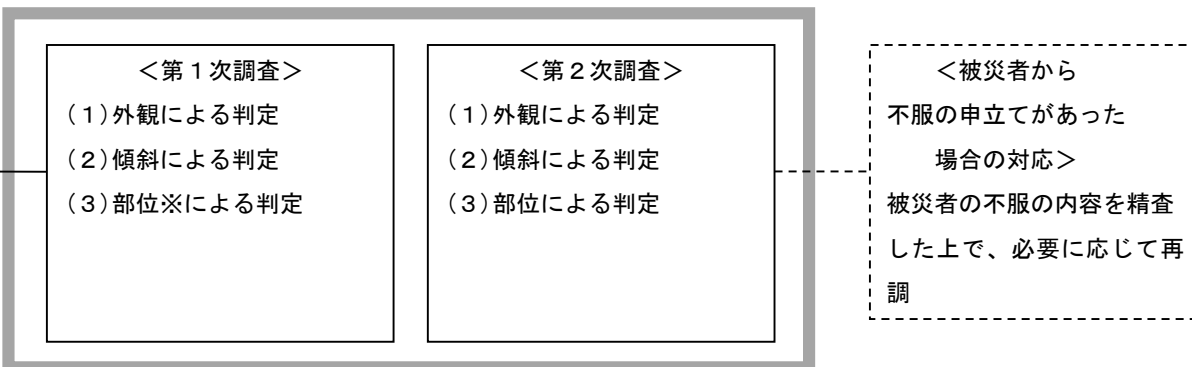 ＜第１次調査＞
（１）外観による判定
（２）傾斜による判定
（３）部位※による判定
＜第２次調査＞
（１）外観による判定
（２）傾斜による判定
（３）部位による判定
＜被災者から
不服の申立てがあった
場合の対応＞
被災者の不服の内容を精査
した上で、必要に応じて再
調